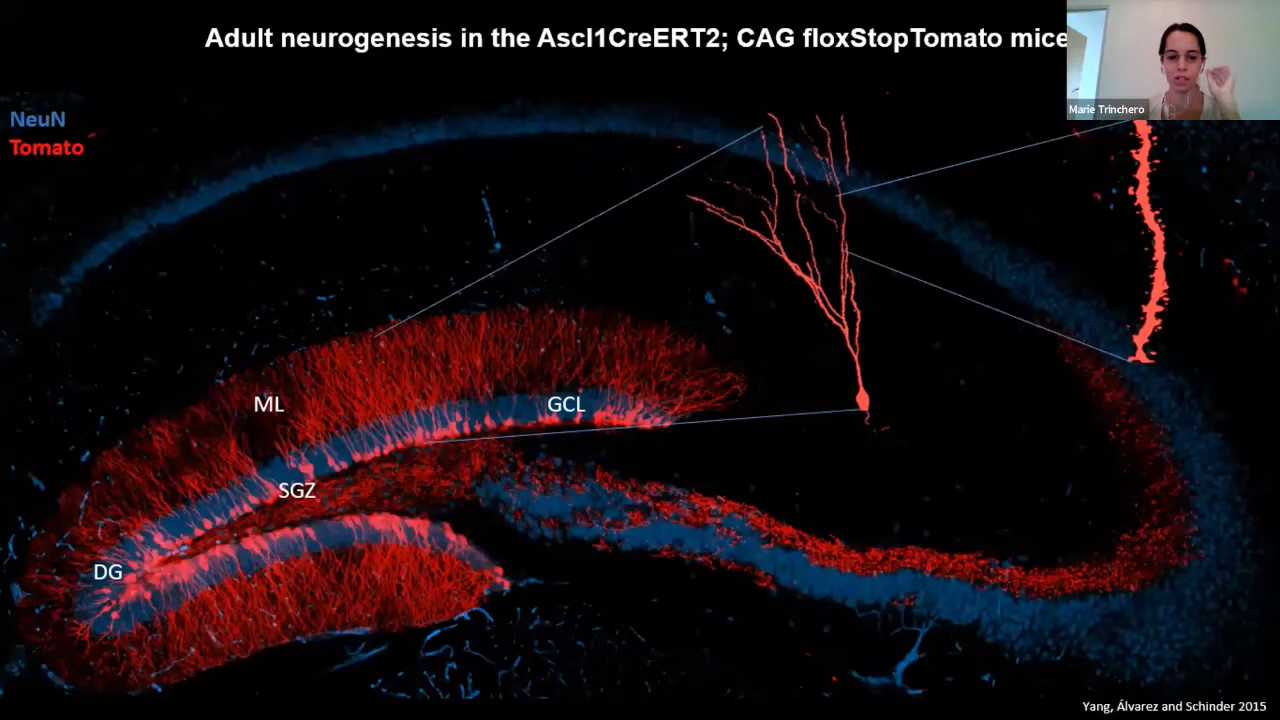 Adult neurogenesis in the Ascl1CreERT2; CAG floxStopTomato mice
Marie Trinchero
NeuN
Tomato
ML
GCL
SGZ
DG
Yang, Álvarez and Schinder 2015